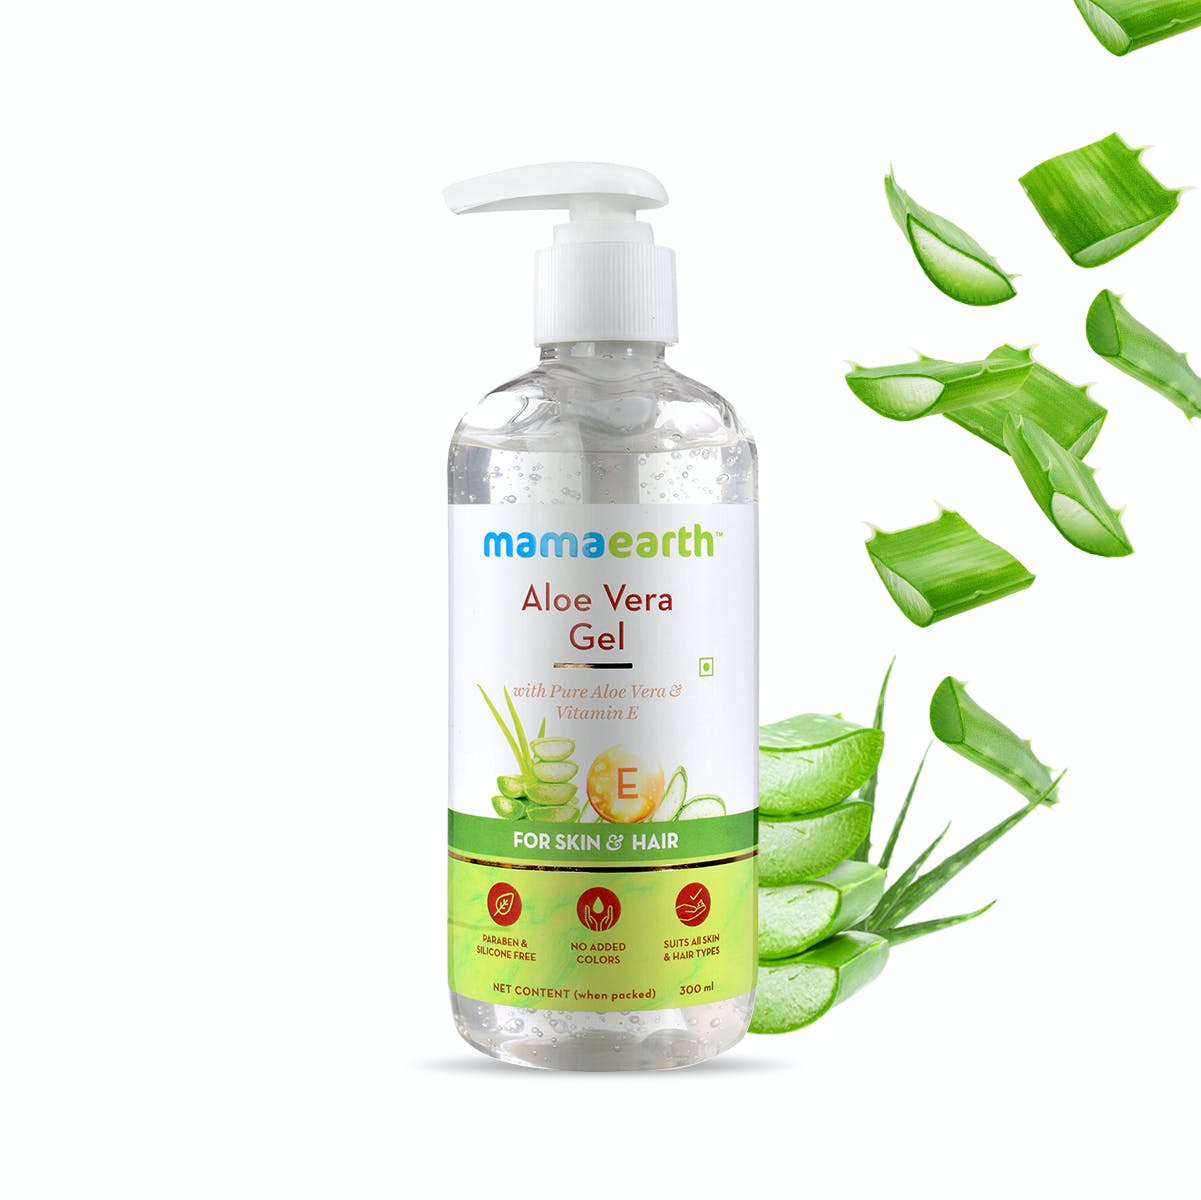 mamaearth™
Aloe Vera
Gel
with Pure Aloe Vera &
Vitamin E
E
FOR SKIN & HAIR
PARABEN &
SILICONE FREE
NO ADDED
COLORS
SUITS All SKIN
& HAIR TYPES
NET CONTENT (when packed) 300 ml